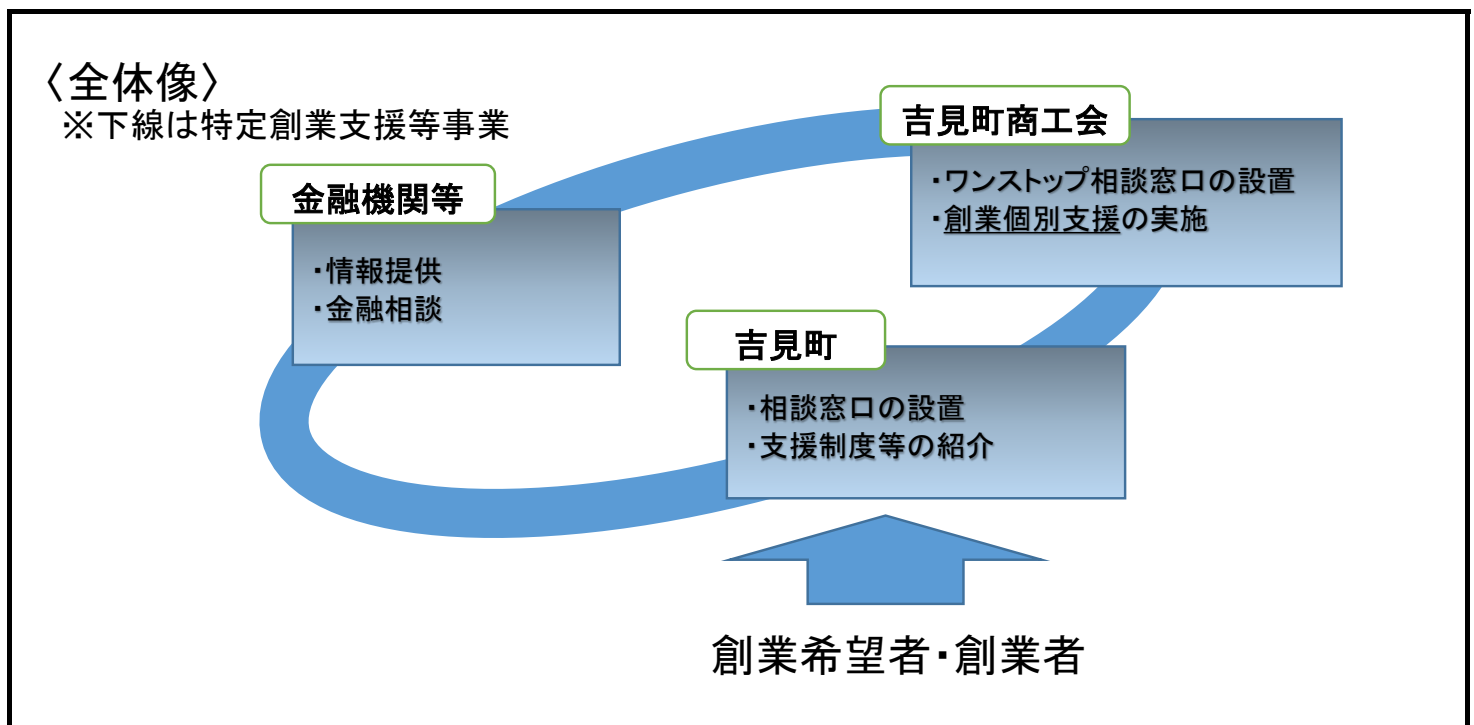 〈全体像〉
※下線は特定創業支援等事業
吉見町商工会
・ワンストップ相談窓口の設置
・創業個別支援の実施
金融機関等
・情報提供
・金融相談
吉見町
・相談窓口の設置
・支援制度等の紹介
創業希望者・創業者